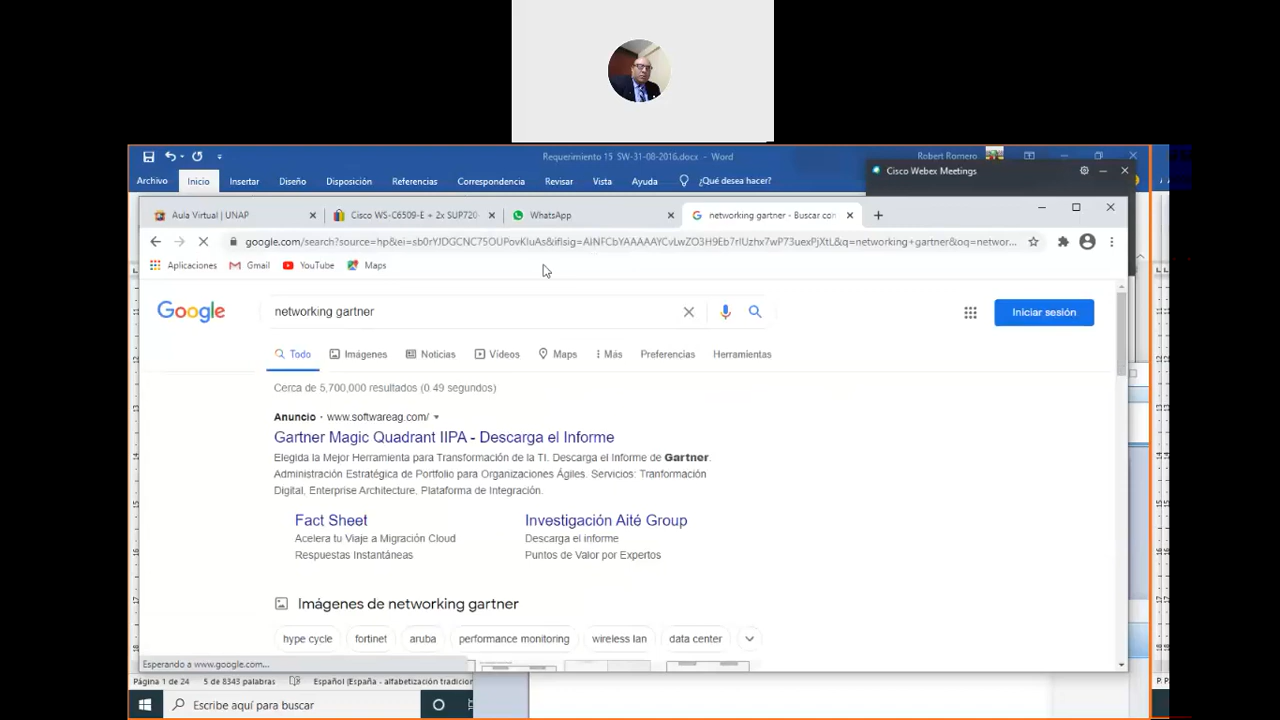 Requerimiento 15 SW-31-08-2016.docx - Word
Robert Romero
Archivo Inicio Insertar Diseño Disposición Referencias Correspondencia Revisar Vista Ayuda ¿Qué desea hacer?
Cisco Webex Meetings
Aula Virtual | UNAP
Cisco WS-C6509-E + 2x SUP720
WhatsApp
networking gartner - Buscar con
Aplicaciones Gmail YouTube Maps
Google
networking gartner
Iniciar sesión
Todo Imágenes Noticias Vídeos Maps Más Preferencias Herramientas
Cerca de 5,700,000 resultados (0.49 segundos)
Anuncio · www.softwareag.com/
Gartner Magic Quadrant IIPA - Descarga el Informe
Elegida la Mejor Herramienta para Transformación de la TI. Descarga el Informe de Gartner.
Administración Estratégica de Portfolio para Organizaciones Ágiles. Servicios: Tranformación
Digital, Enterprise Architecture, Plataforma de Integración.
Fact Sheet
Acelera tu Viaje a Migración Cloud
Respuestas Instantáneas
Investigación Aité Group
Descarga el informe
Puntos de Valor por Expertos
Imágenes de networking gartner
hype cycle fortinet aruba performance monitoring wireless lan data center
Esperando a www.google.com...
Página 1 de 24 5 de 8343 palabras Español (España - alfabetización tradicion
Escribe aquí para buscar